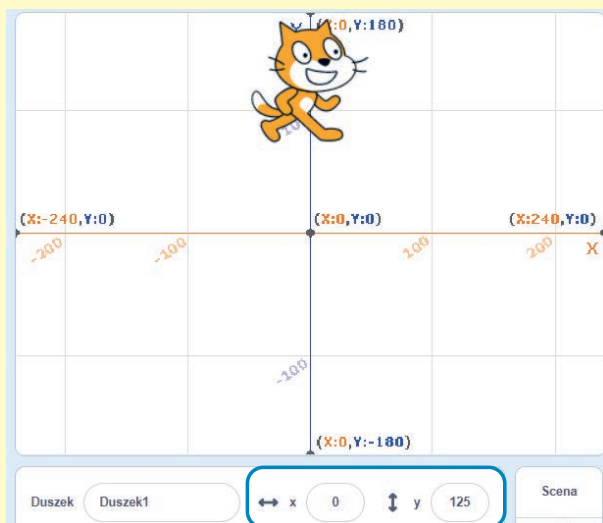 Y (X:0,Y:180)
100
(X:-240,Y:0) (X:0,Y:0) (X:240,Y:0)
-200 -100 100 200 X
-100
(X:0,Y:-180)
Duszek Duszek1 x 0 y 125 Scena